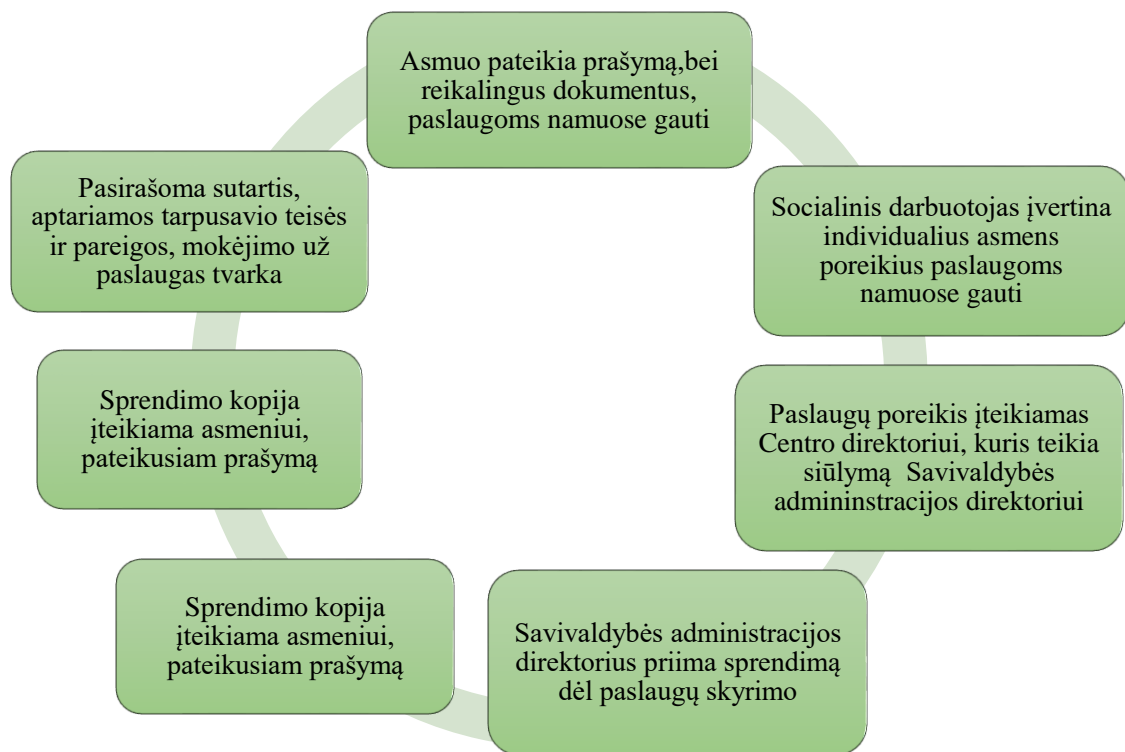 Asmuo pateikia prašymą,bei
reikalingus dokumentus,
paslaugoms namuose gauti
Socialinis darbuotojas įvertina
individualius asmens
poreikius paslaugoms
namuose gauti
Paslaugų poreikis įteikiamas
Centro direktoriui, kuris teikia
siūlymą  Savivaldybės
admininstracijos direktoriui
Savivaldybės administracijos
direktorius priima sprendimą
dėl paslaugų skyrimo
Sprendimo kopija
įteikiama asmeniui,
pateikusiam prašymą
Sprendimo kopija
įteikiama asmeniui,
pateikusiam prašymą
Pasirašoma sutartis,
aptariamos tarpusavio teisės
ir pareigos, mokėjimo už
paslaugas tvarka